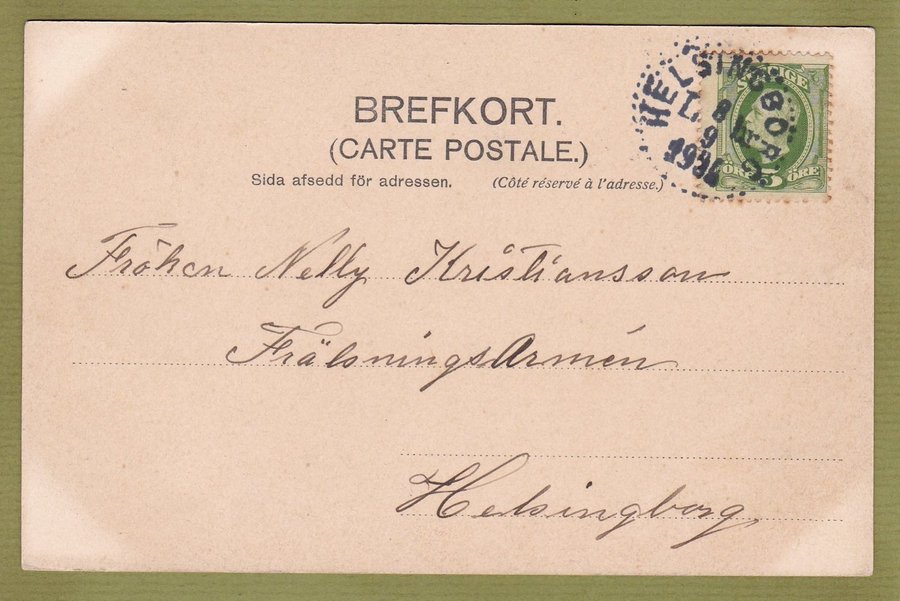 BREFKORT.
(CARTE POSTALE.)
Sida afsedd för adressen. (Côté réservé à l'adresse.)
HELSINGBORG
SVERIGE
ÖRE 5 ÖRE
Fröken Nelly Kristiansson
FrälsningsArmén
Helsingborg